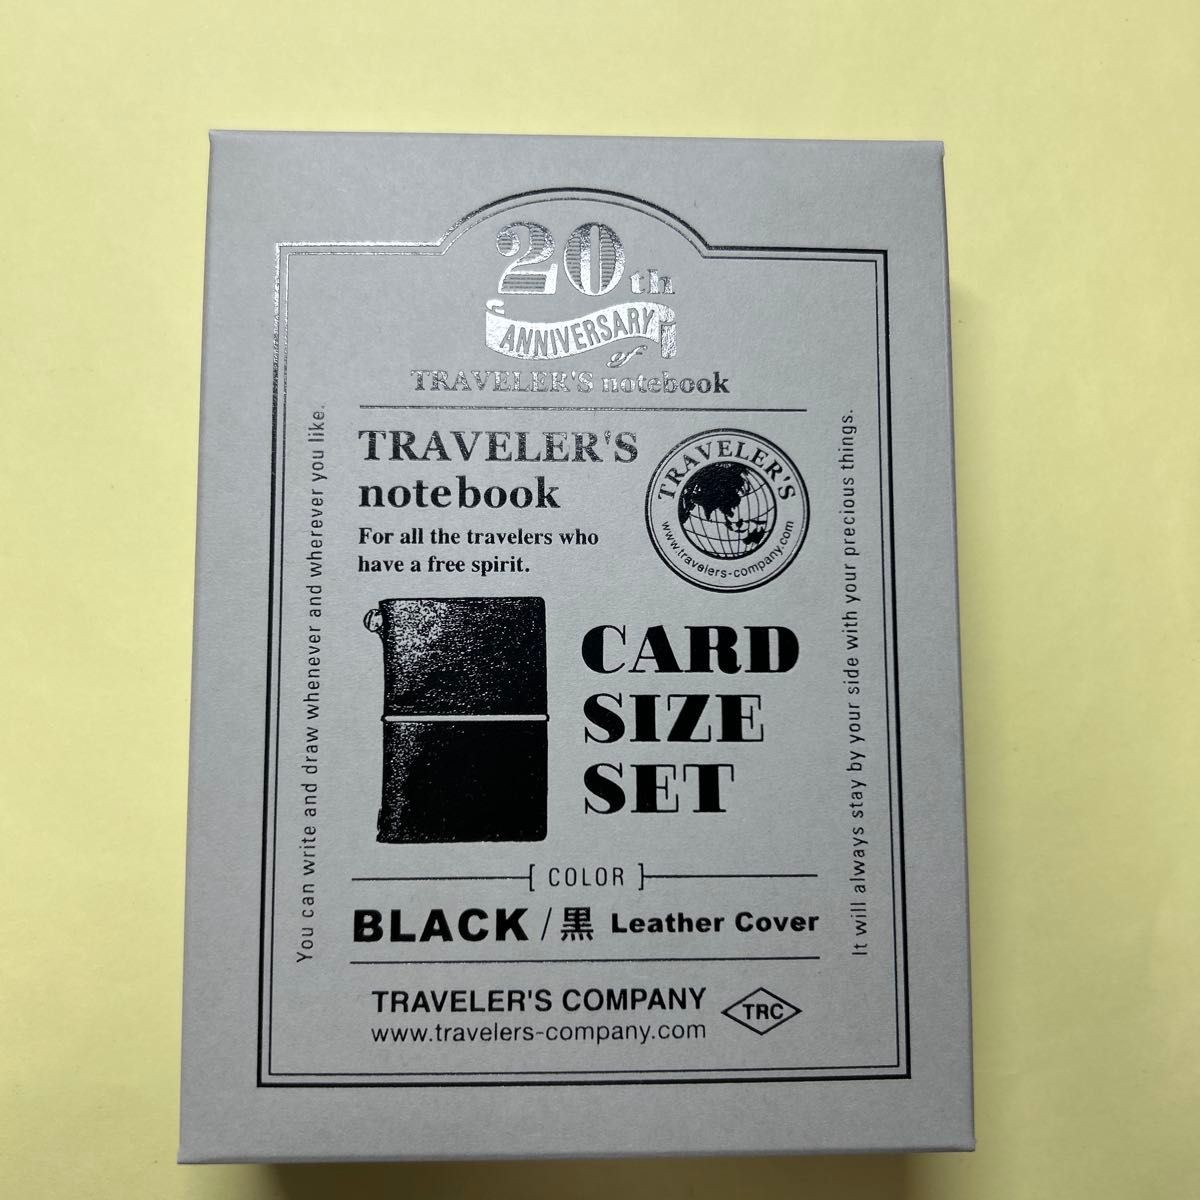 20th
ANNIVERSARY
of
TRAVELER'S notebook
TRAVELER'S
notebook
For all the travelers who
have a free spirit.
TRAVELER'S
www.travelers-company.com
You can write and draw whenever and wherever you like.
It will always stay by your side with your precious things.
CARD
SIZE
SET
[ COLOR ]
BLACK / 黒 Leather Cover
TRAVELER'S COMPANY
www.travelers-company.com
TRC